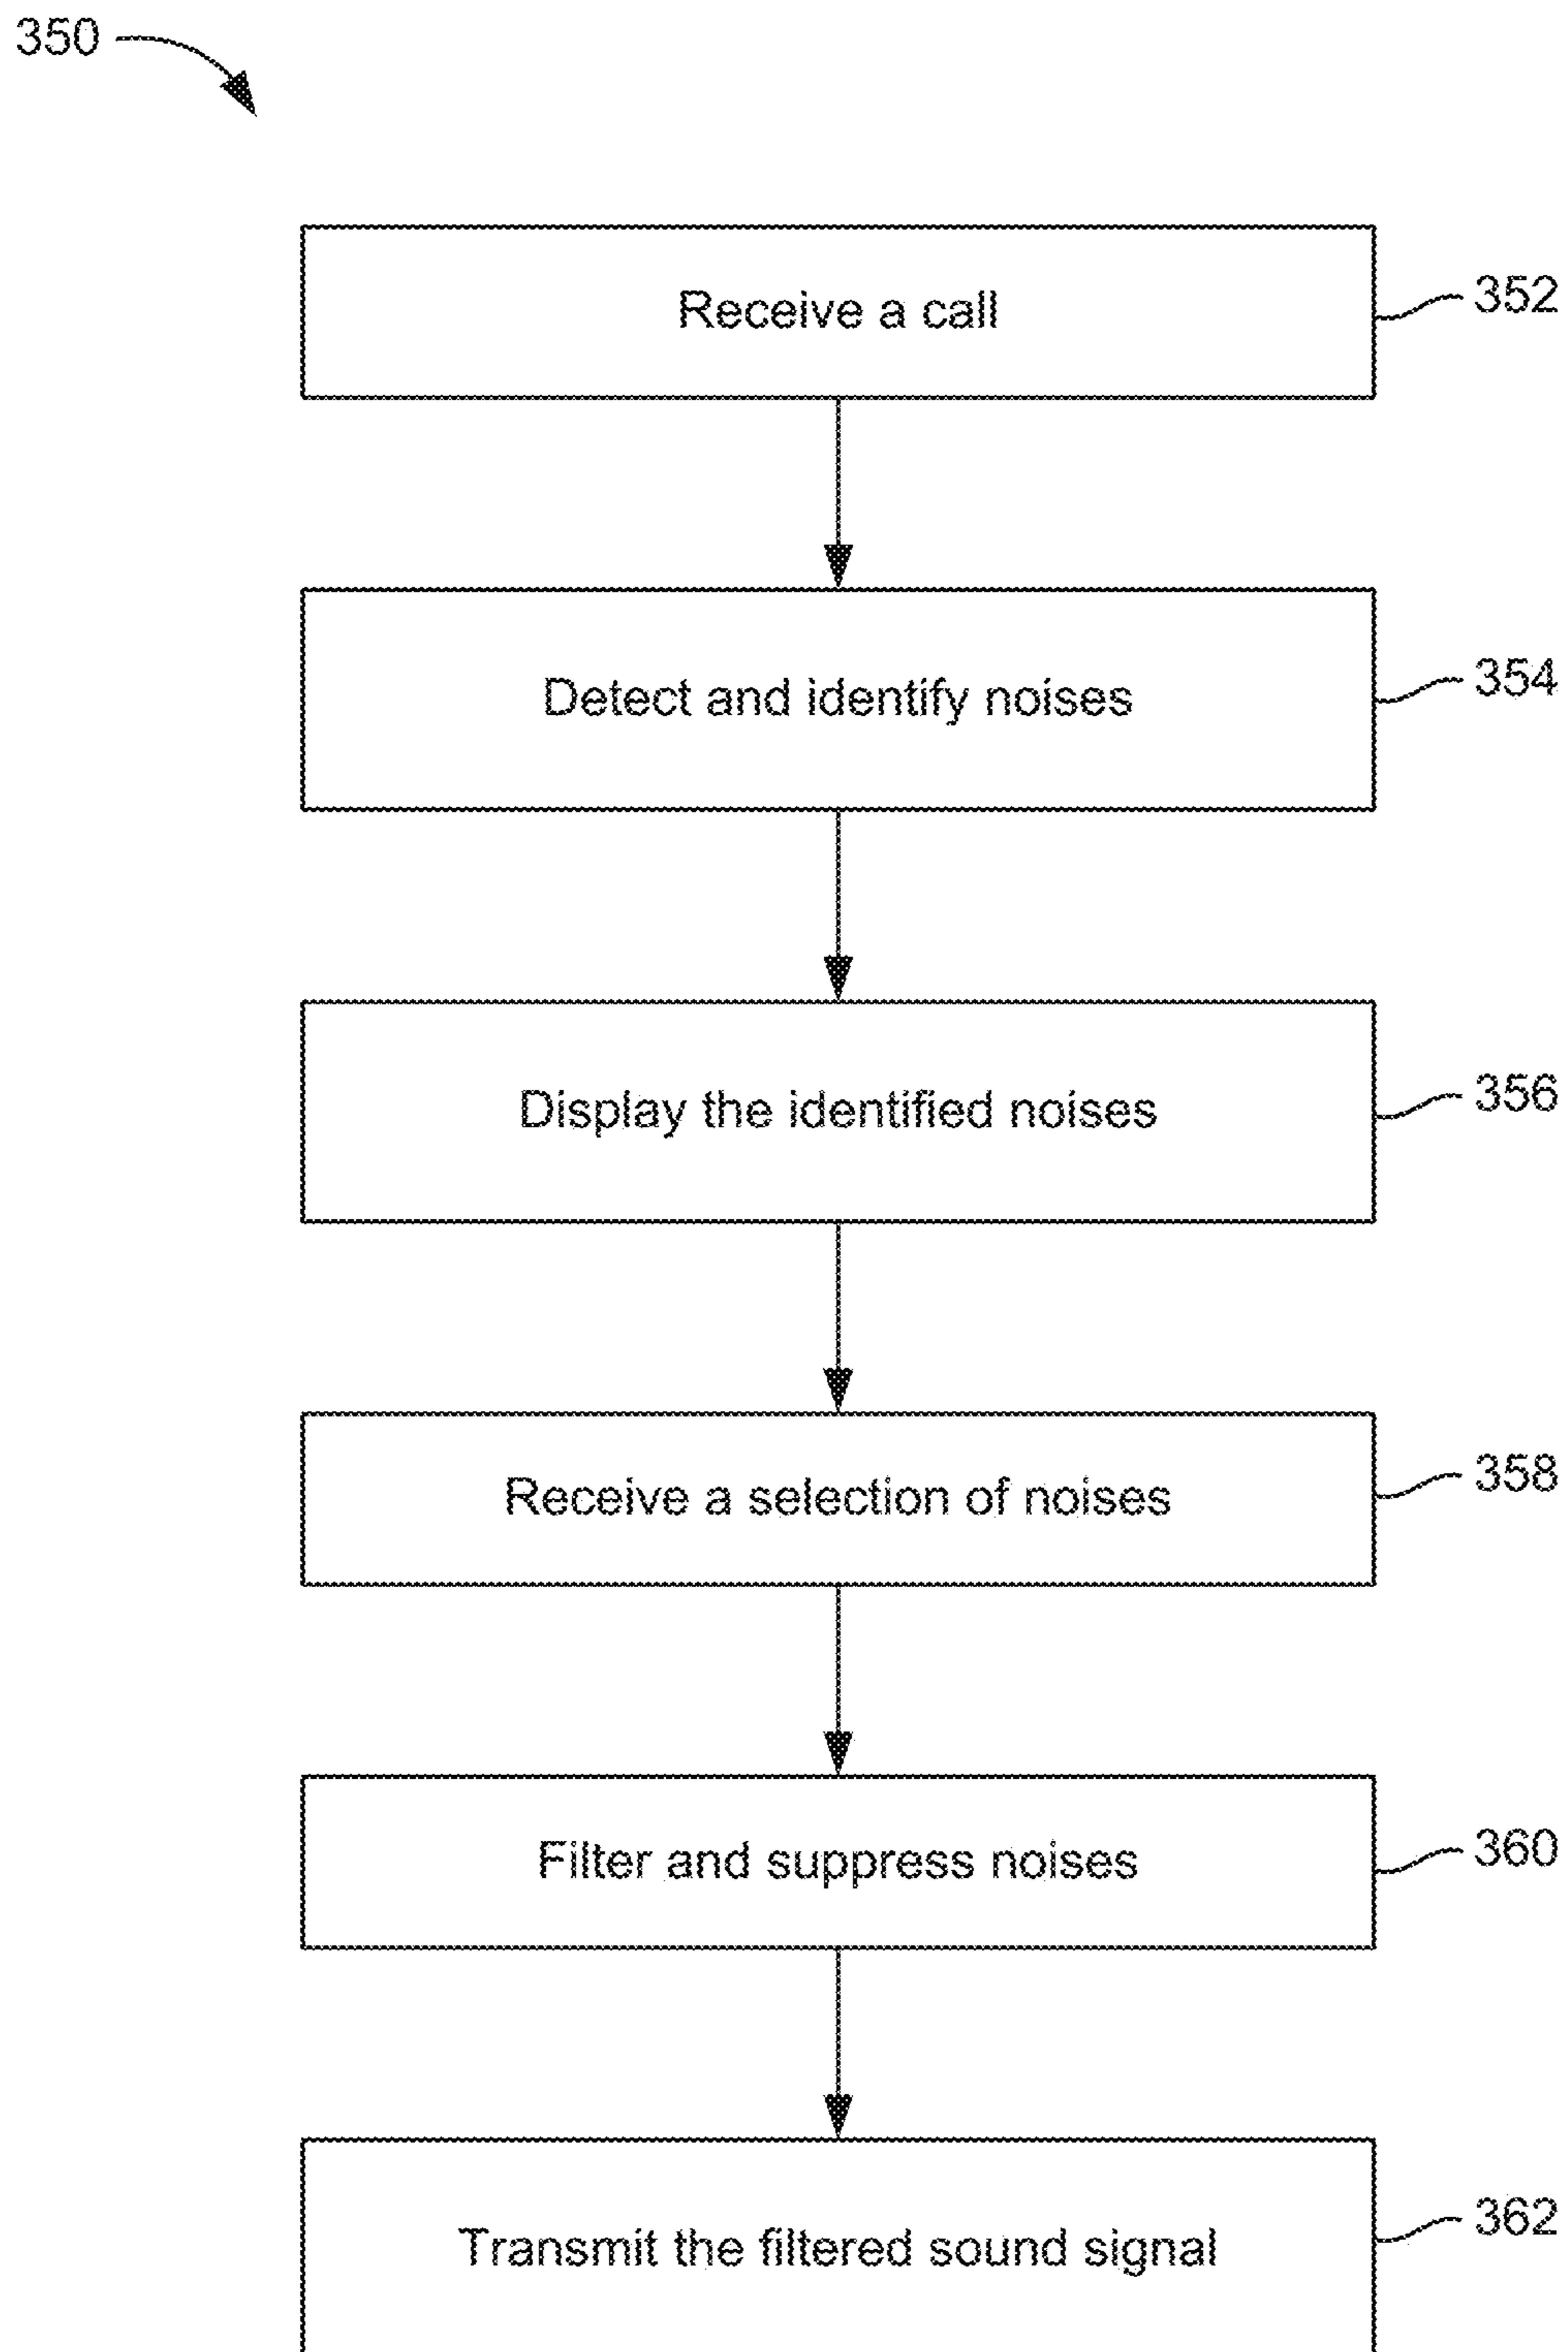 350
Receive a call
352
Detect and identify noises
354
Display the identified noises
356
Receive a selection of noises
358
Filter and suppress noises
360
Transmit the filtered sound signal
362